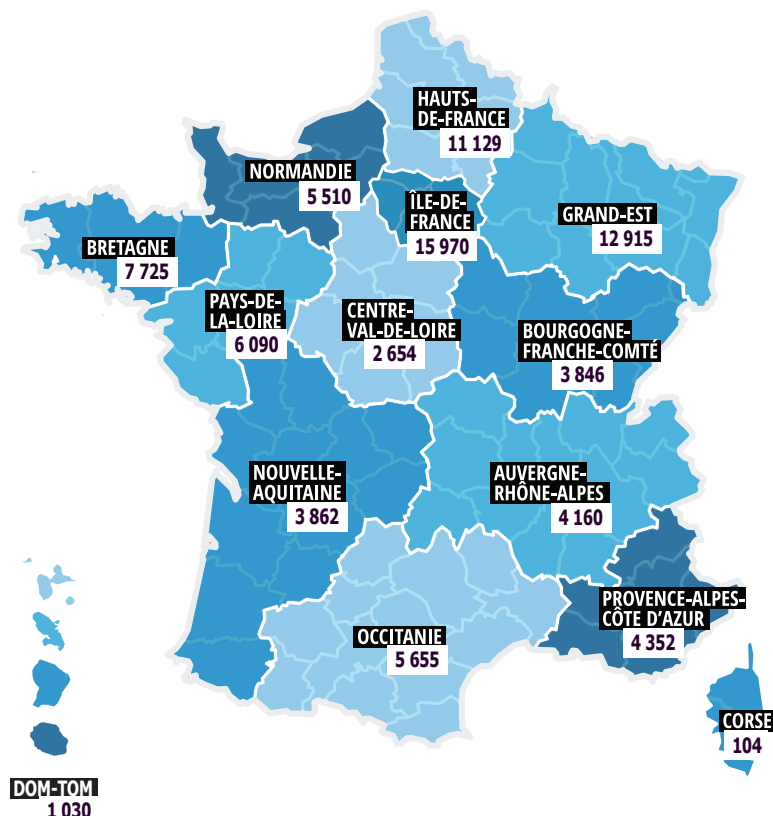 HAUTS-
DE-FRANCE
11 129
NORMANDIE
5 510
ÎLE-DE-
FRANCE
15 970
GRAND-EST
12 915
BRETAGNE
7 725
PAYS-DE-
LA-LOIRE
6 090
CENTRE-
VAL-DE-LOIRE
2 654
BOURGOGNE-
FRANCHE-COMTÉ
3 846
NOUVELLE-
AQUITAINE
3 862
AUVERGNE-
RHÔNE-ALPES
4 160
PROVENCE-ALPES-
CÔTE D'AZUR
4 352
OCCITANIE
5 655
CORSE
104
DOM-TOM
1 030